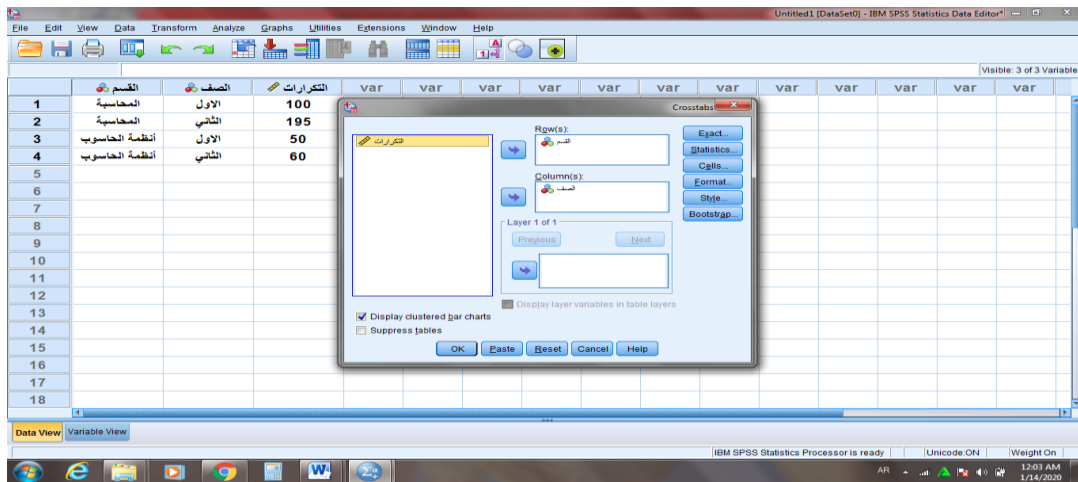 Untitled1 [DataSet0] - IBM SPSS Statistics Data Editor*
File Edit View Data Transform Analyze Graphs Utilities Extensions Window Help
Visible: 3 of 3 Variable
القسم الصف التكرارات var var var var var var var var var var var var
1 المحاسبة الاول 100
2 المحاسبة الثاني 195
3 أنظمة الحاسوب الاول 50
4 أنظمة الحاسوب الثاني 60
5
6
7
8
9
10
11
12
13
14
15
16
17
18
Crosstabs
التكرارات
Row(s):
القسم
Column(s):
الصف
Layer 1 of 1
Previous Next
Display layer variables in table layers
Exact...
Statistics...
Cells...
Format...
Style...
Bootstrap...
Display clustered bar charts
Suppress tables
OK Paste Reset Cancel Help
Data View Variable View
IBM SPSS Statistics Processor is ready Unicode:ON Weight On
AR 12:03 AM
1/14/2020